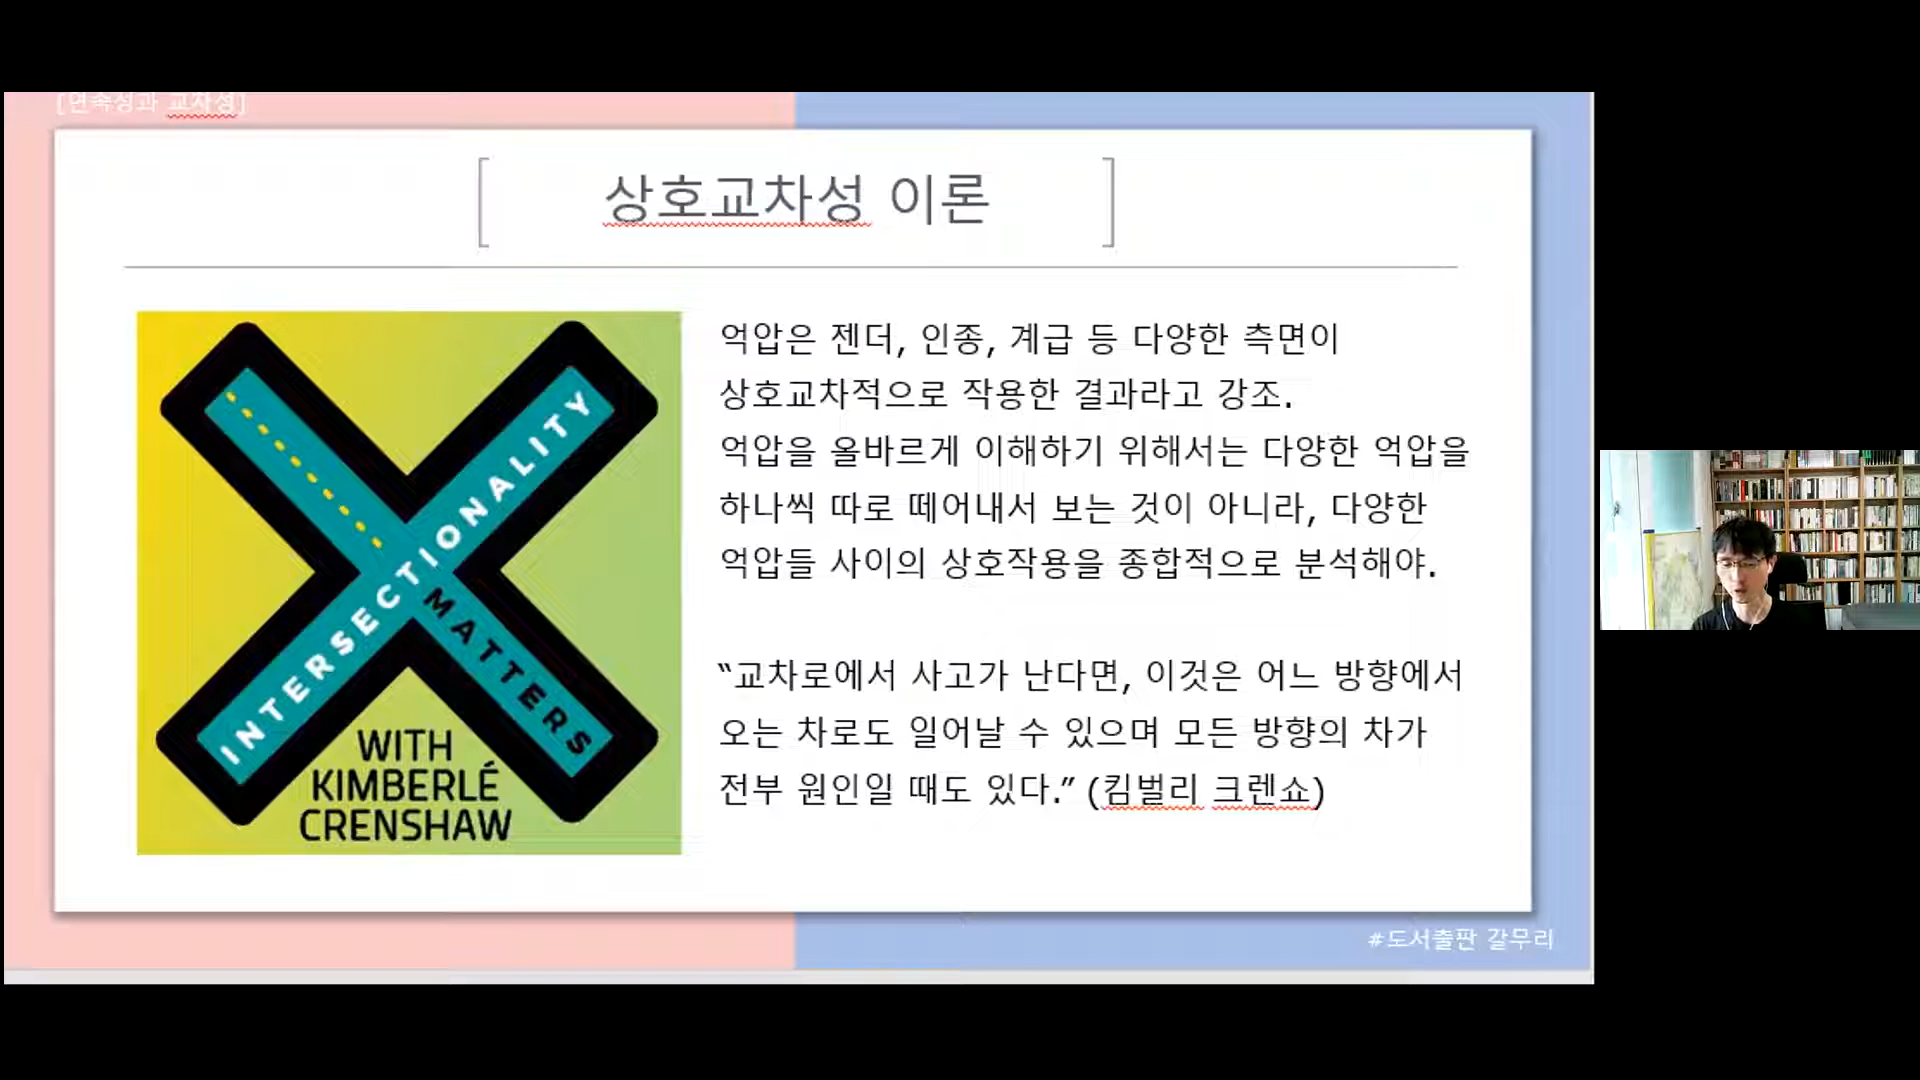 [연속성과 교차성]
상호교차성 이론
INTERSECTIONALITY
MATTERS
WITH
KIMBERLÉ
CRENSHAW
억압은 젠더, 인종, 계급 등 다양한 측면이
상호교차적으로 작용한 결과라고 강조.
억압을 올바르게 이해하기 위해서는 다양한 억압을
하나씩 따로 떼어내서 보는 것이 아니라, 다양한
억압들 사이의 상호작용을 종합적으로 분석해야.
“교차로에서 사고가 난다면, 이것은 어느 방향에서
오는 차로도 일어날 수 있으며 모든 방향의 차가
전부 원인일 때도 있다.” (킴벌리 크렌쇼)
#도서출판 갈무리